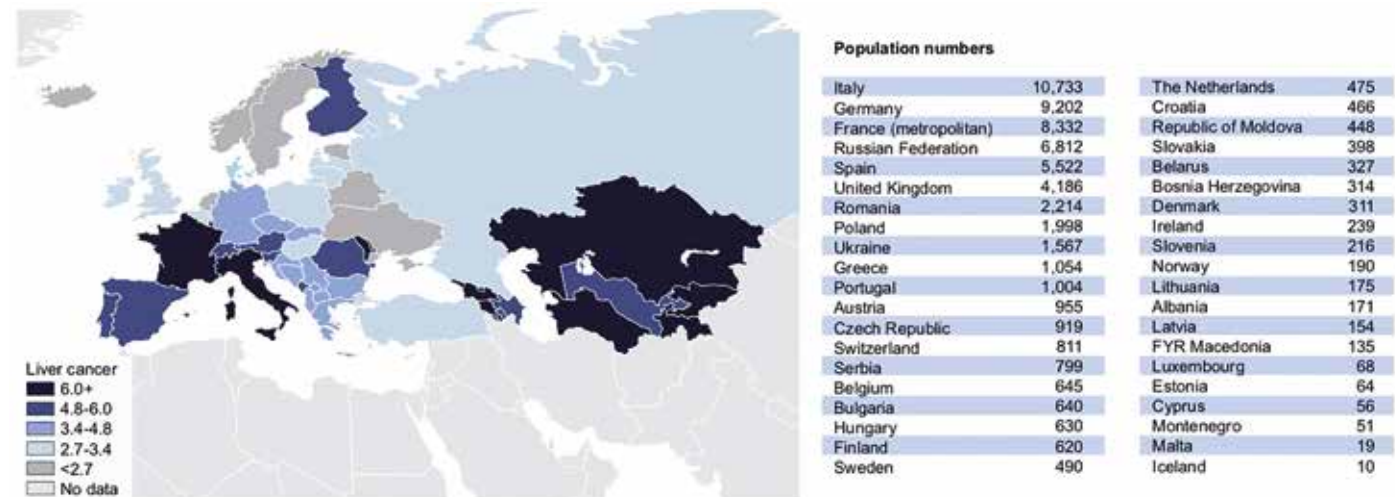 Liver cancer
6.0+
4.8-6.0
3.4-4.8
2.7-3.4
<2.7
No data
Population numbers
Italy 10,733
Germany 9,202
France (metropolitan) 8,332
Russian Federation 6,812
Spain 5,522
United Kingdom 4,186
Romania 2,214
Poland 1,998
Ukraine 1,567
Greece 1,054
Portugal 1,004
Austria 955
Czech Republic 919
Switzerland 811
Serbia 799
Belgium 645
Bulgaria 640
Hungary 630
Finland 620
Sweden 490
The Netherlands 475
Croatia 466
Republic of Moldova 448
Slovakia 398
Belarus 327
Bosnia Herzegovina 314
Denmark 311
Ireland 239
Slovenia 216
Norway 190
Lithuania 175
Albania 171
Latvia 154
FYR Macedonia 135
Luxembourg 68
Estonia 64
Cyprus 56
Montenegro 51
Malta 19
Iceland 10